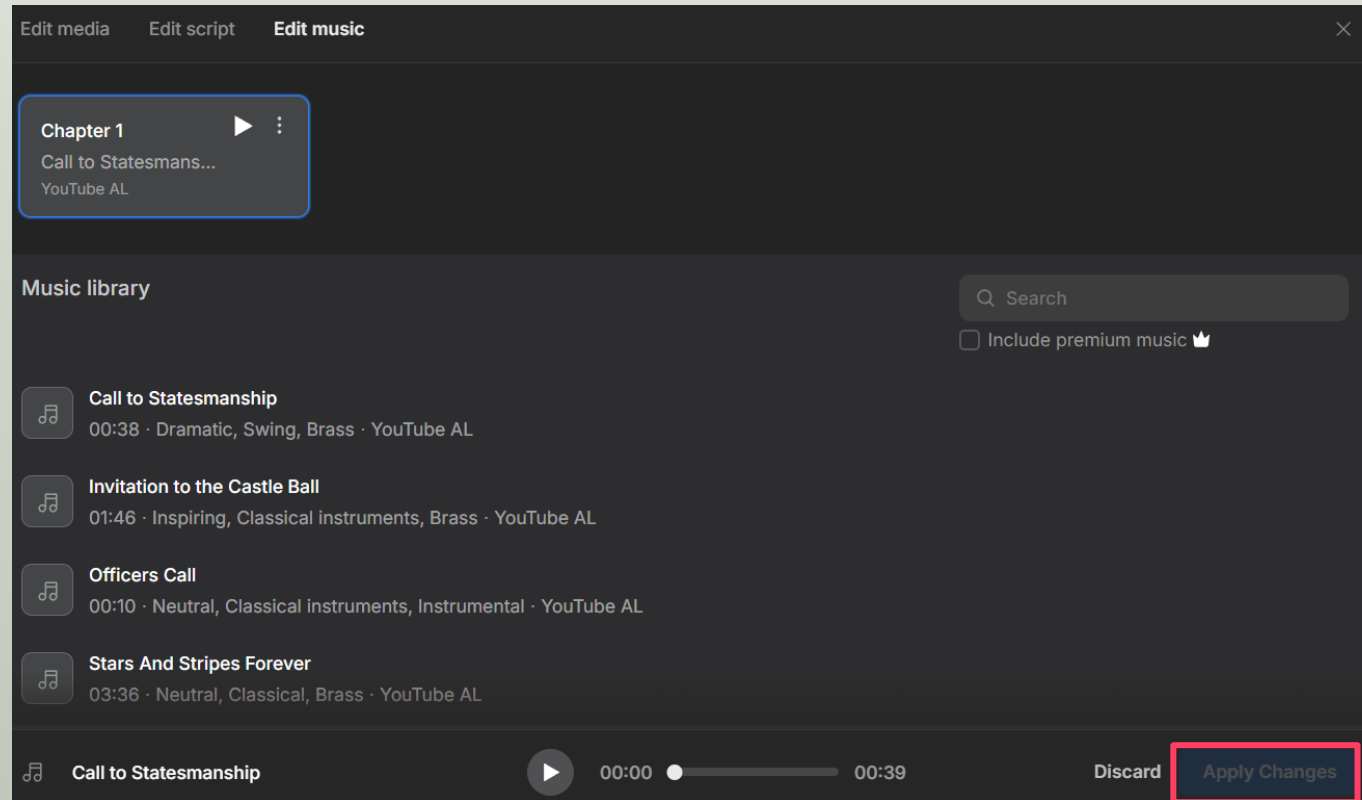 Edit media Edit script Edit music
Chapter 1
Call to Statesmans...
YouTube AL
Music library
Search
Include premium music
Call to Statesmanship
00:38 · Dramatic, Swing, Brass · YouTube AL
Invitation to the Castle Ball
01:46 · Inspiring, Classical instruments, Brass · YouTube AL
Officers Call
00:10 · Neutral, Classical instruments, Instrumental · YouTube AL
Stars And Stripes Forever
03:36 · Neutral, Classical, Brass · YouTube AL
Call to Statesmanship 00:00 00:39 Discard Apply Changes